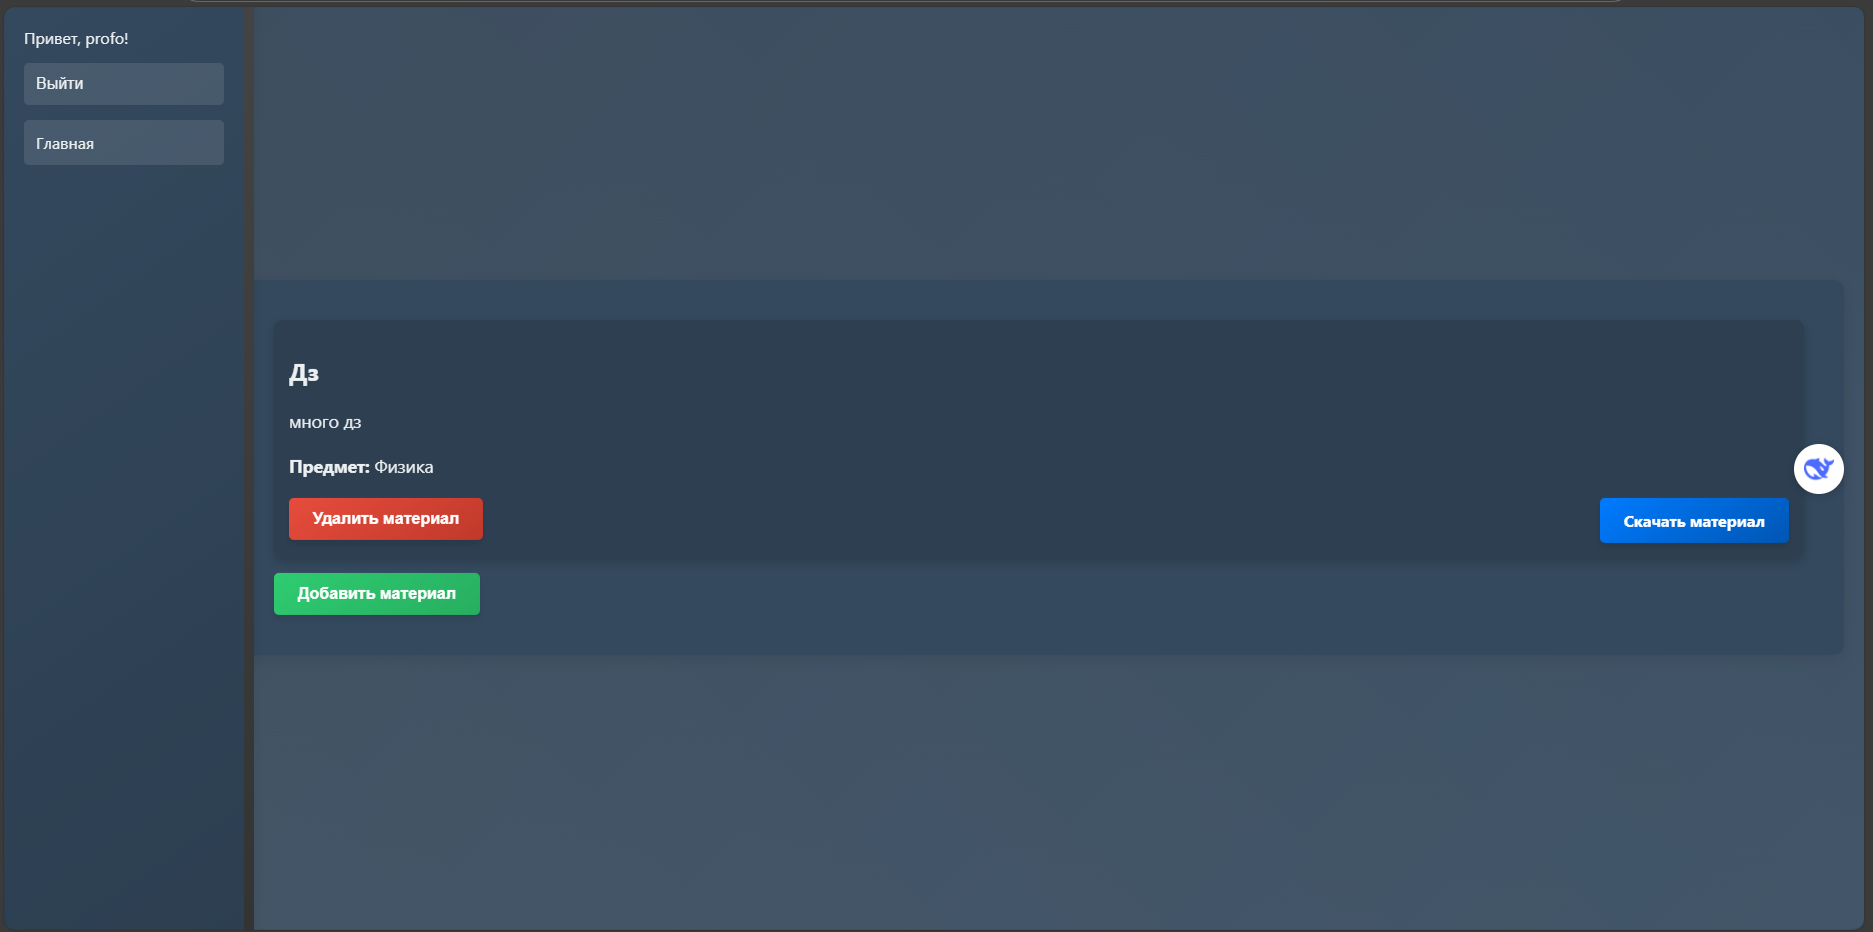 Привет, profo!
Выйти
Главная
Дз
много дз
Предмет: Физика
Удалить материал
Скачать материал
Добавить материал